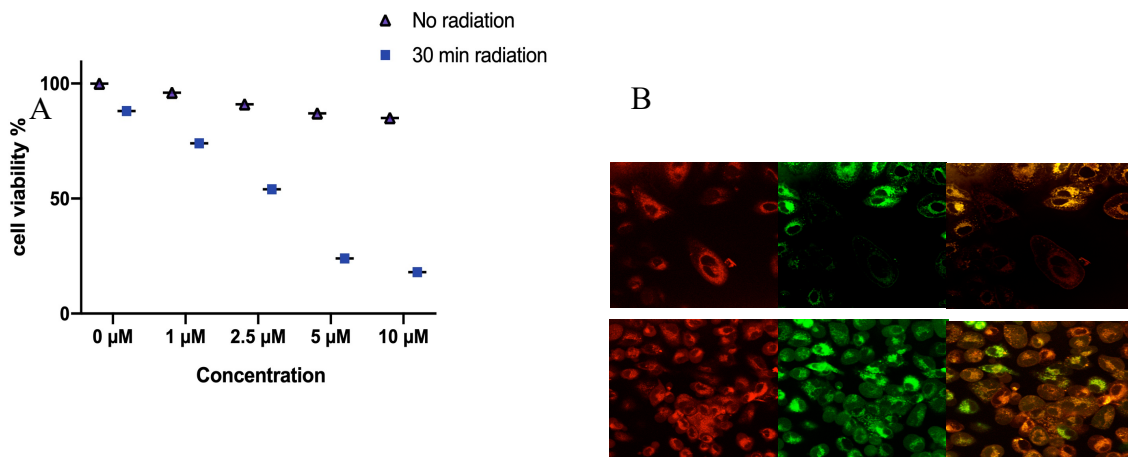 No radiation
30 min radiation
A
B
cell viability %
100
50
0
0 µM 1 µM 2.5 µM 5 µM 10 µM
Concentration